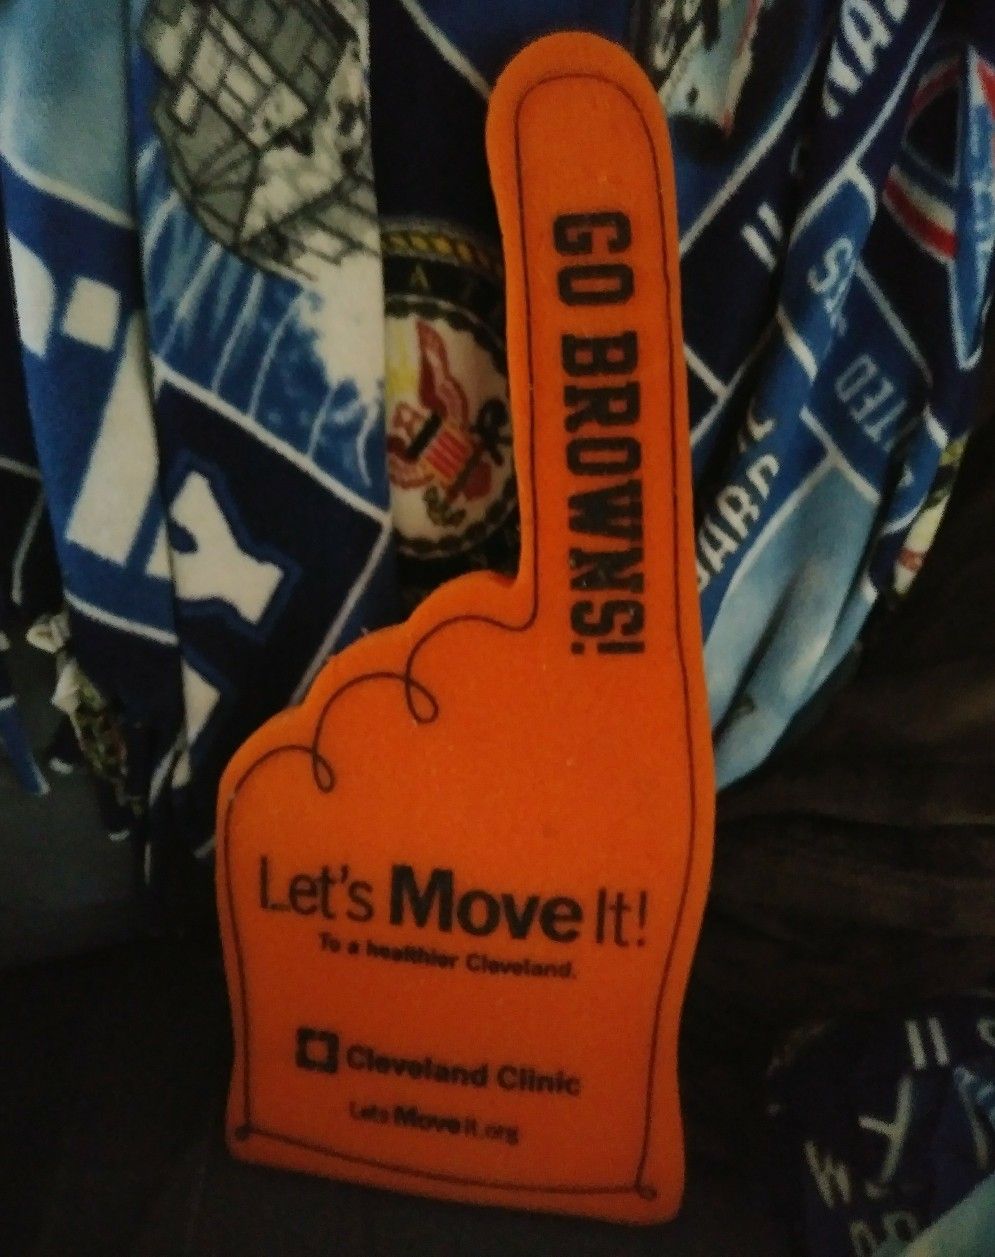 GO BROWNS!
Let's Move It!
To a healthier Cleveland.
Cleveland Clinic
LetsMoveIt.org